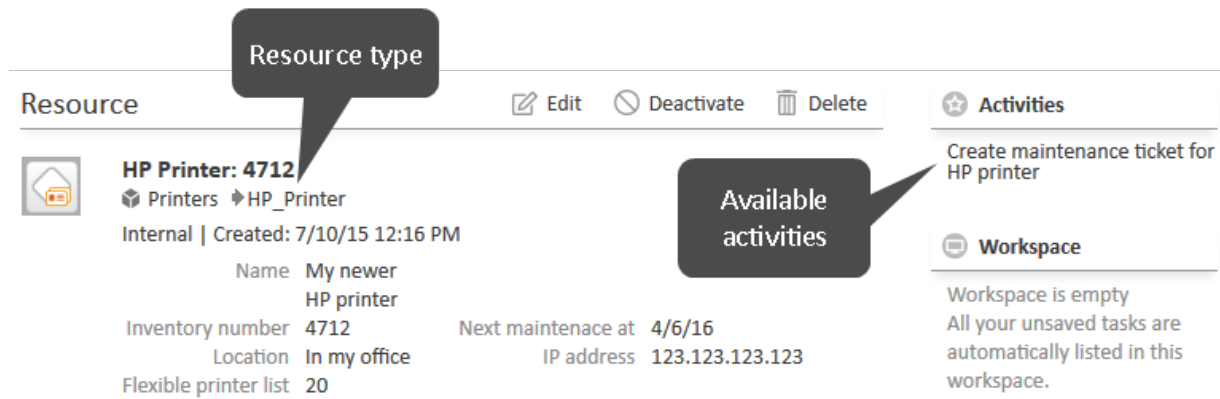 Resource type
Resource
Edit
Deactivate
Delete
HP Printer: 4712
Printers HP_Printer
Internal | Created: 7/10/15 12:16 PM
Name My newer
HP printer
Inventory number 4712 Next maintenace at 4/6/16
Location In my office IP address 123.123.123.123
Flexible printer list 20
Available
activities
Activities
Create maintenance ticket for
HP printer
Workspace
Workspace is empty
All your unsaved tasks are
automatically listed in this
workspace.